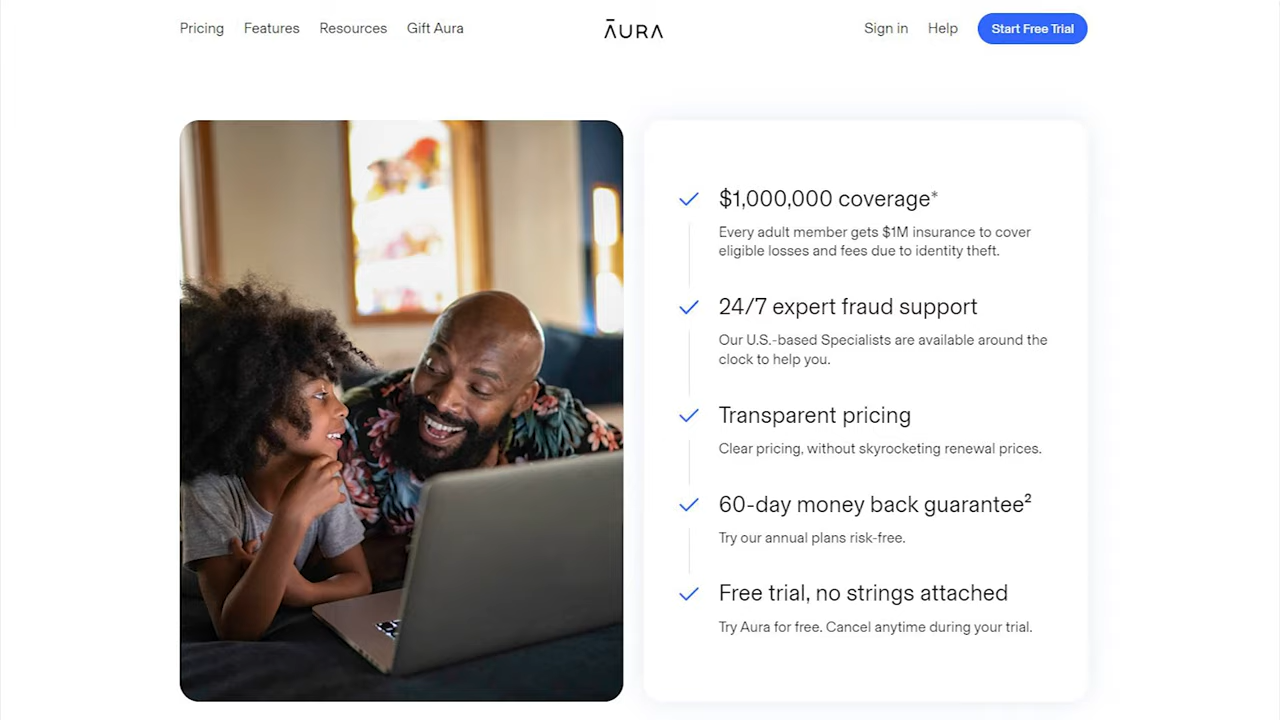 Pricing Features Resources Gift Aura AURA Sign in Help Start Free Trial
$1,000,000 coverage*
Every adult member gets $1M insurance to cover
eligible losses and fees due to identity theft.
24/7 expert fraud support
Our U.S.-based Specialists are available around the
clock to help you.
Transparent pricing
Clear pricing, without skyrocketing renewal prices.
60-day money back guarantee²
Try our annual plans risk-free.
Free trial, no strings attached
Try Aura for free. Cancel anytime during your trial.